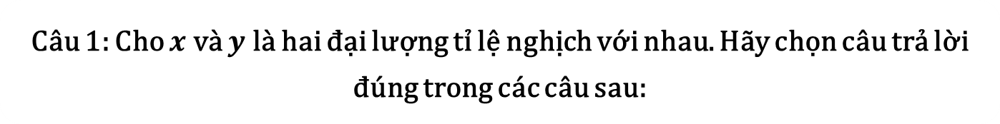 Câu 1: Cho x và y là hai đại lượng tỉ lệ nghịch với nhau. Hãy chọn câu trả lời
đúng trong các câu sau: